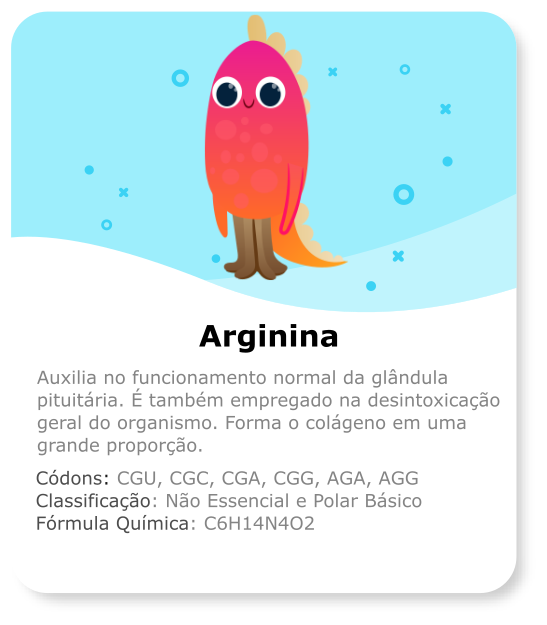 Arginina
Auxilia no funcionamento normal da glândula
pituitária. É também empregado na desintoxicação
geral do organismo. Forma o colágeno em uma
grande proporção.
Códons: CGU, CGC, CGA, CGG, AGA, AGG
Classificação: Não Essencial e Polar Básico
Fórmula Química: C6H14N4O2